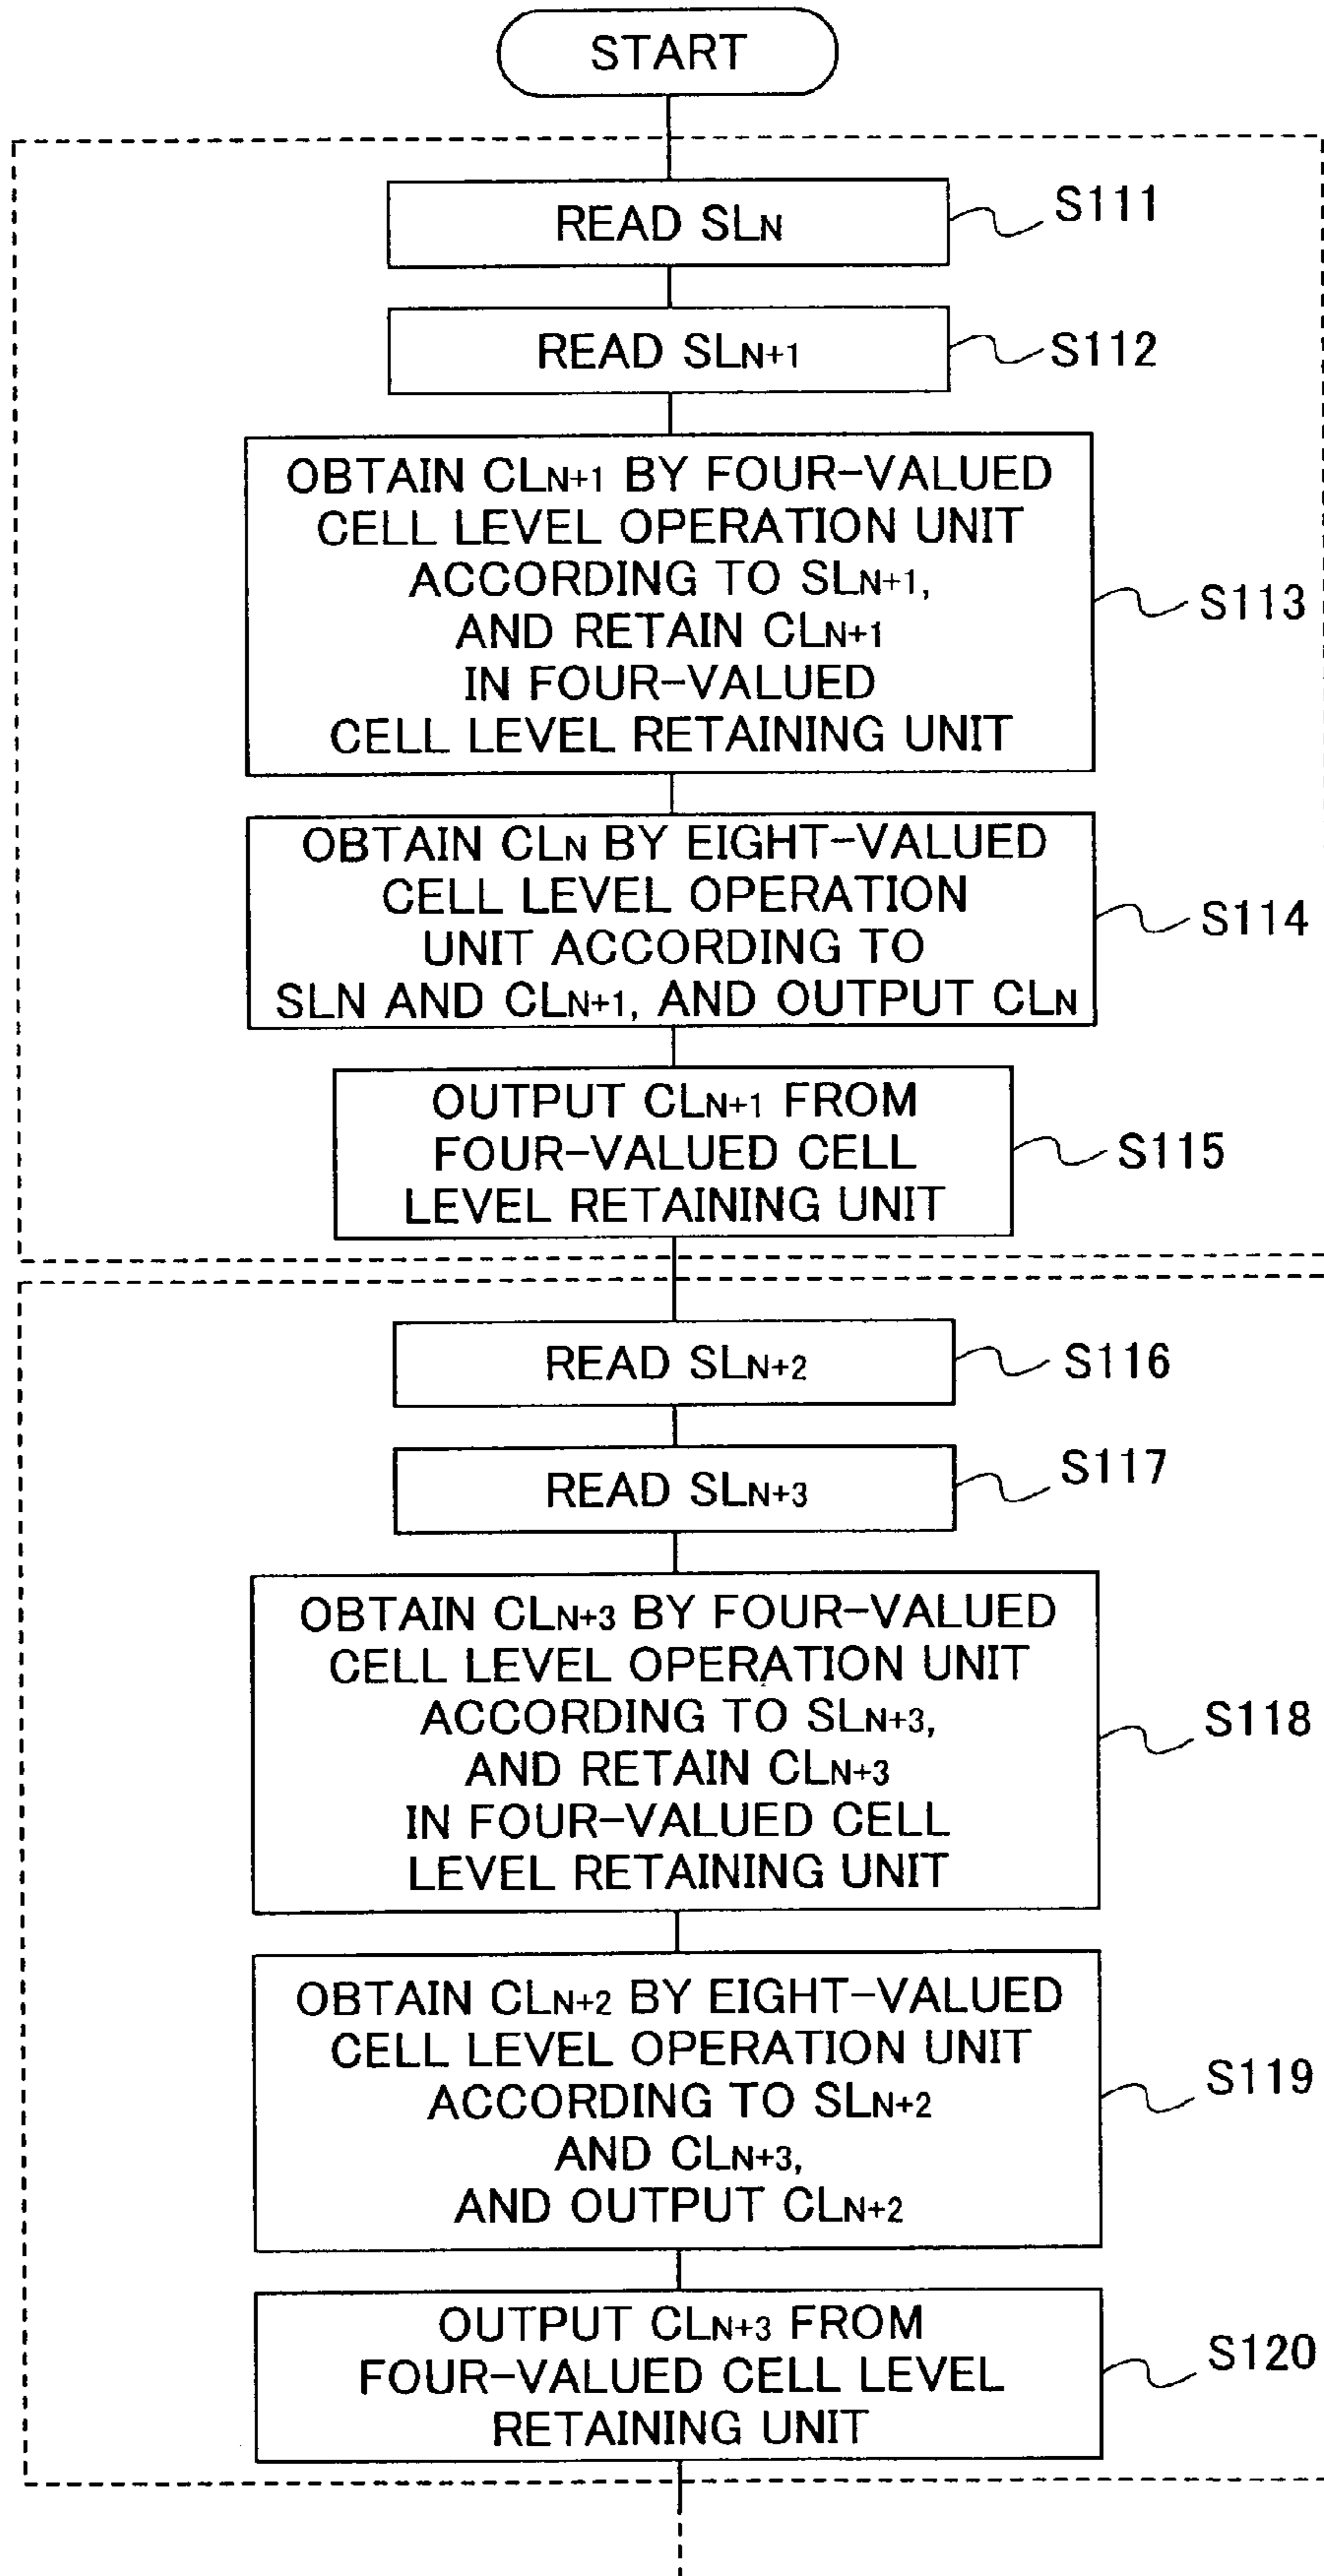 START
READ SLN
S111
READ SLN+1
S112
OBTAIN CLN+1 BY FOUR-VALUED
CELL LEVEL OPERATION UNIT
ACCORDING TO SLN+1,
AND RETAIN CLN+1
IN FOUR-VALUED
CELL LEVEL RETAINING UNIT
S113
OBTAIN CLN BY EIGHT-VALUED
CELL LEVEL OPERATION
UNIT ACCORDING TO
SLN AND CLN+1, AND OUTPUT CLN
S114
OUTPUT CLN+1 FROM
FOUR-VALUED CELL
LEVEL RETAINING UNIT
S115
READ SLN+2
S116
READ SLN+3
S117
OBTAIN CLN+3 BY FOUR-VALUED
CELL LEVEL OPERATION UNIT
ACCORDING TO SLN+3,
AND RETAIN CLN+3
IN FOUR-VALUED CELL
LEVEL RETAINING UNIT
S118
OBTAIN CLN+2 BY EIGHT-VALUED
CELL LEVEL OPERATION UNIT
ACCORDING TO SLN+2
AND CLN+3,
AND OUTPUT CLN+2
S119
OUTPUT CLN+3 FROM
FOUR-VALUED CELL LEVEL
RETAINING UNIT
S120